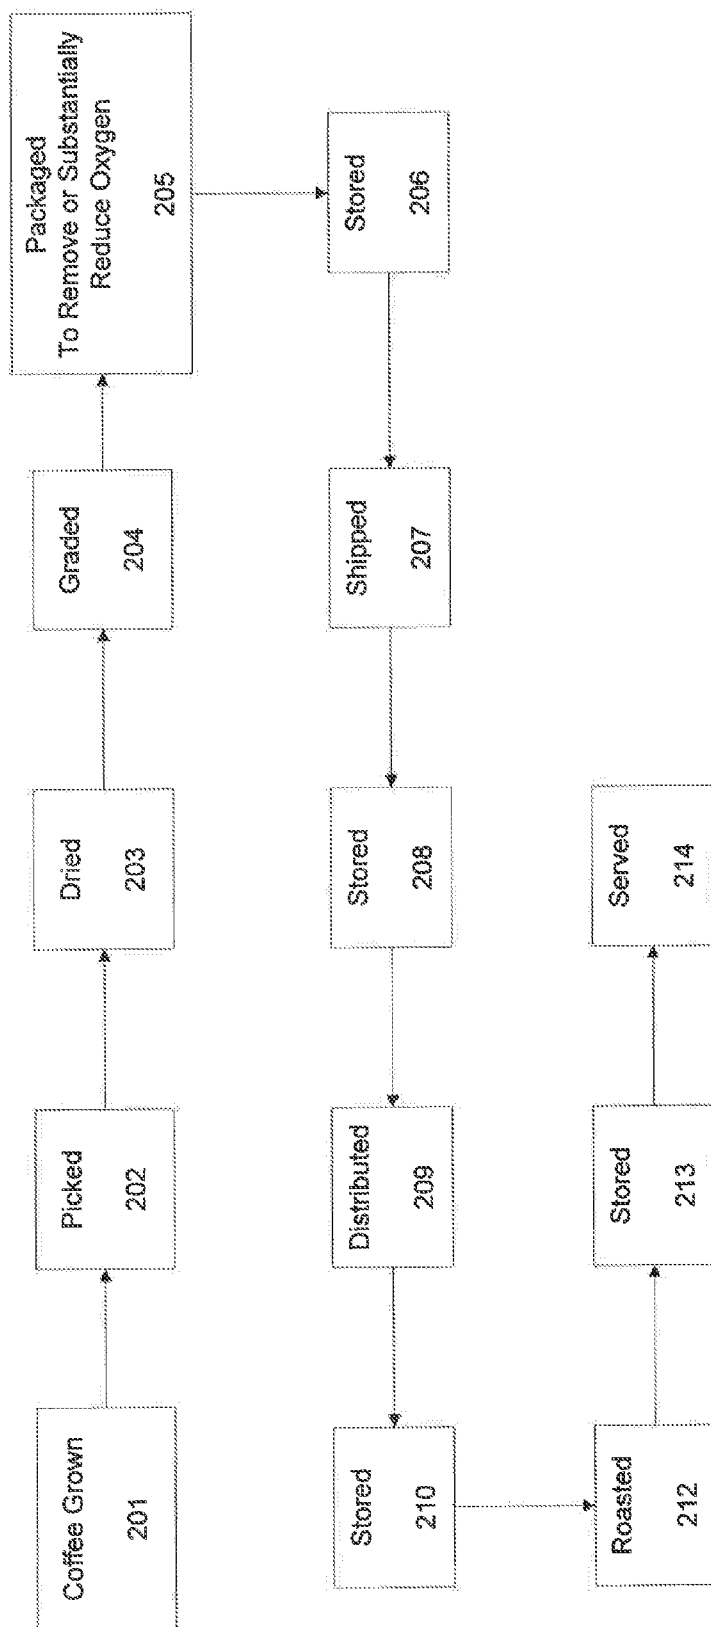 Coffee Grown
201
Picked
202
Dried
203
Graded
204
Packaged
To Remove or Substantially
Reduce Oxygen
205
Stored
206
Shipped
207
Stored
208
Distributed
209
Stored
210
Roasted
212
Stored
213
Served
214